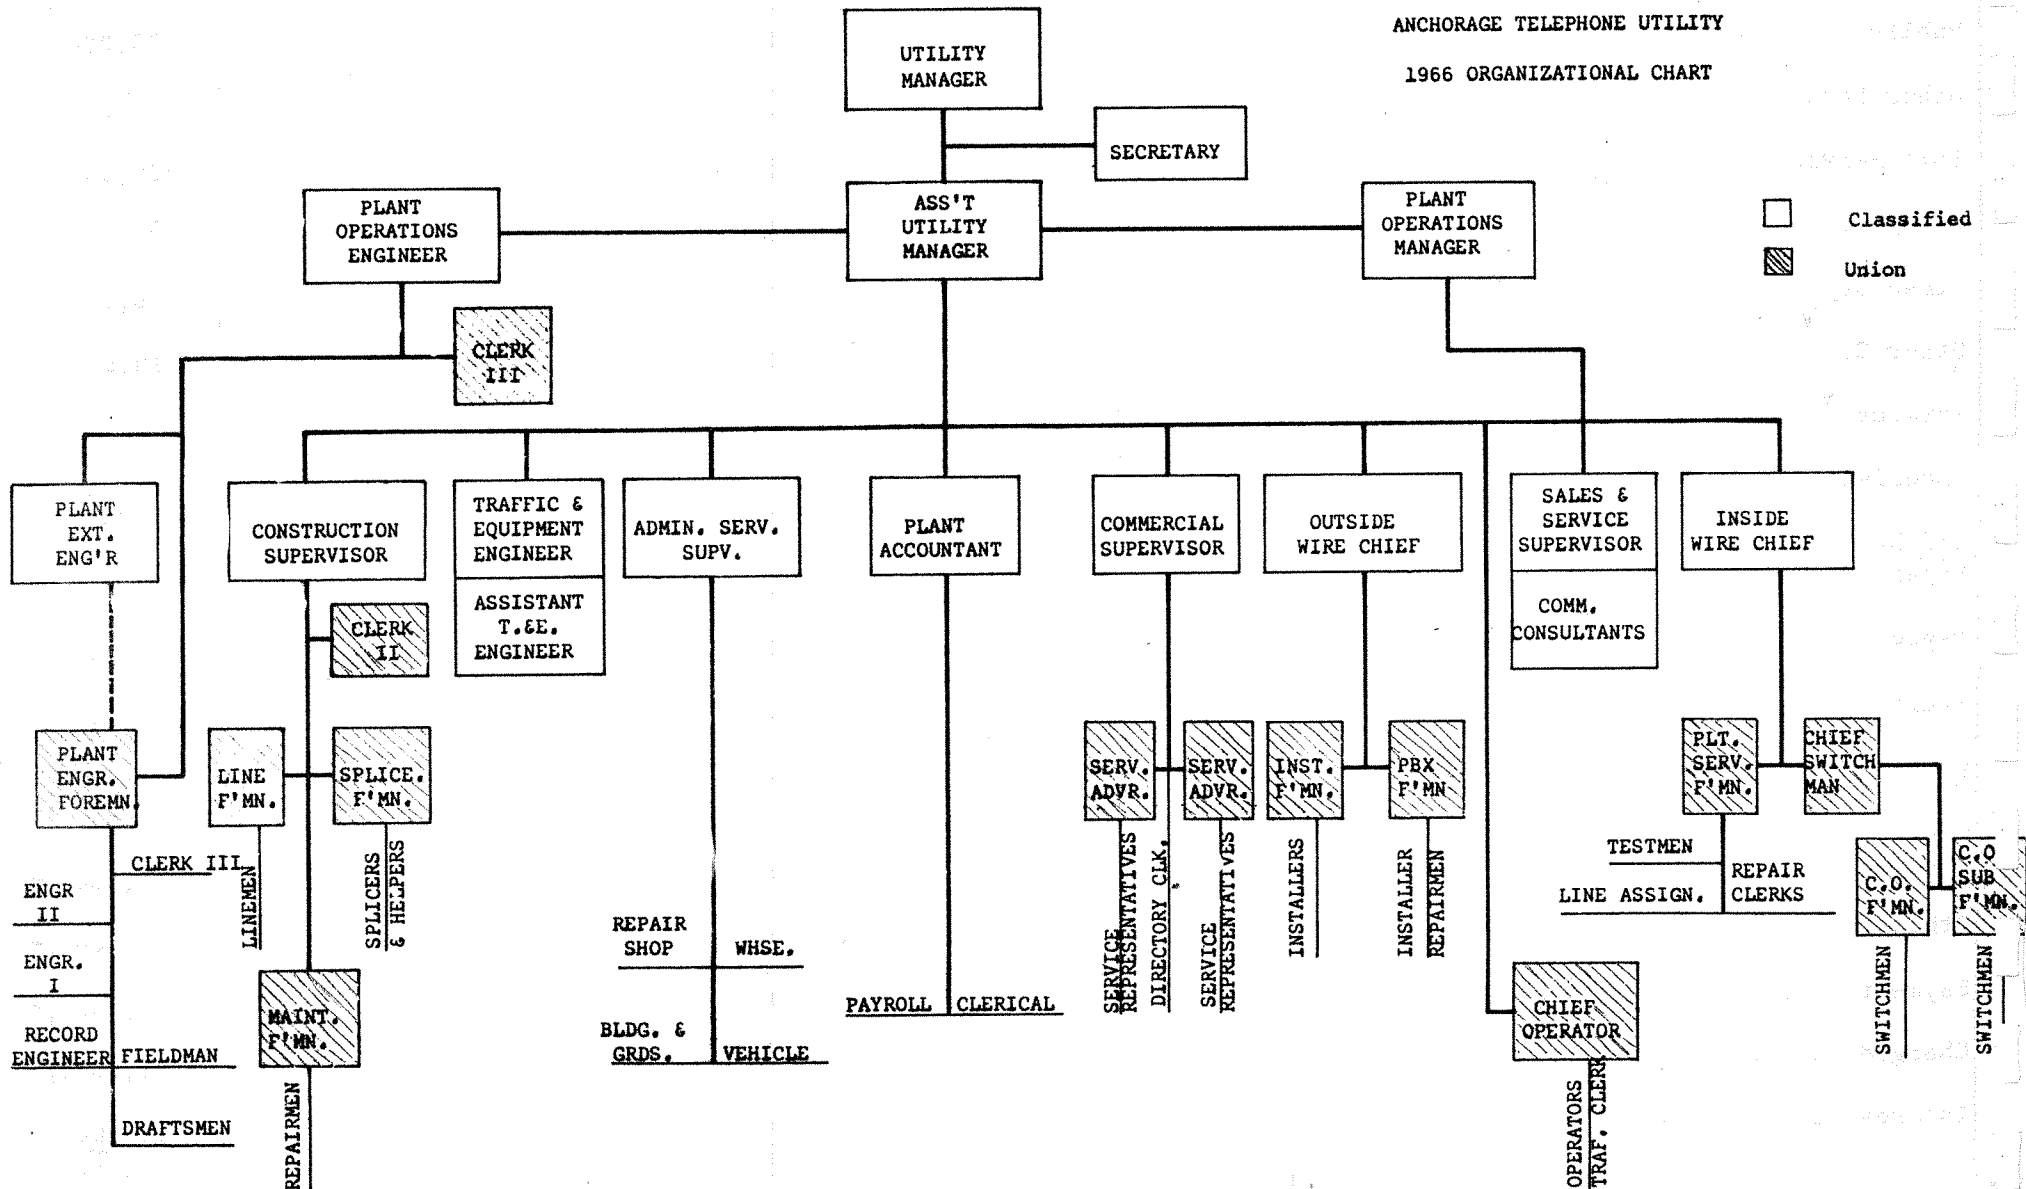 ANCHORAGE TELEPHONE UTILITY
1966 ORGANIZATIONAL CHART
UTILITY
MANAGER
SECRETARY
PLANT
OPERATIONS
ENGINEER
ASS'T
UTILITY
MANAGER
PLANT
OPERATIONS
MANAGER
Classified
Union
CLERK
III
PLANT
EXT.
ENG'R
CONSTRUCTION
SUPERVISOR
TRAFFIC &
EQUIPMENT
ENGINEER
ASSISTANT
T.&E.
ENGINEER
ADMIN. SERV.
SUPV.
PLANT
ACCOUNTANT
COMMERCIAL
SUPERVISOR
OUTSIDE
WIRE CHIEF
SALES &
SERVICE
SUPERVISOR
COMM.
CONSULTANTS
INSIDE
WIRE CHIEF
CLERK
II
PLANT
ENGR.
FOREMN.
LINE
F'MN.
SPLICE.
F'MN.
SERV.
ADVR.
SERV.
ADVR.
INST.
F'MN.
PBX
F'MN
PLT.
SERV.
F'MN.
CHIEF
SWITCH
MAN
CLERK III
ENGR
II
ENGR.
I
RECORD
ENGINEER
FIELDMAN
DRAFTSMEN
LINEMEN
SPLICERS
& HELPERS
MAINT.
F'MN.
REPAIRMEN
REPAIR
SHOP
WHSE.
BLDG. &
GRDS.
VEHICLE
PAYROLL
CLERICAL
SERVICE
REPRESENTATIVES
DIRECTORY CLK.
SERVICE
REPRESENTATIVES
INSTALLERS
INSTALLER
REPAIRMEN
TESTMEN
LINE ASSIGN.
REPAIR
CLERKS
C.O.
F'MN.
C.O
SUB
F'MN.
SWITCHMEN
SWITCHMEN
CHIEF
OPERATOR
OPERATORS
TRAF. CLERK